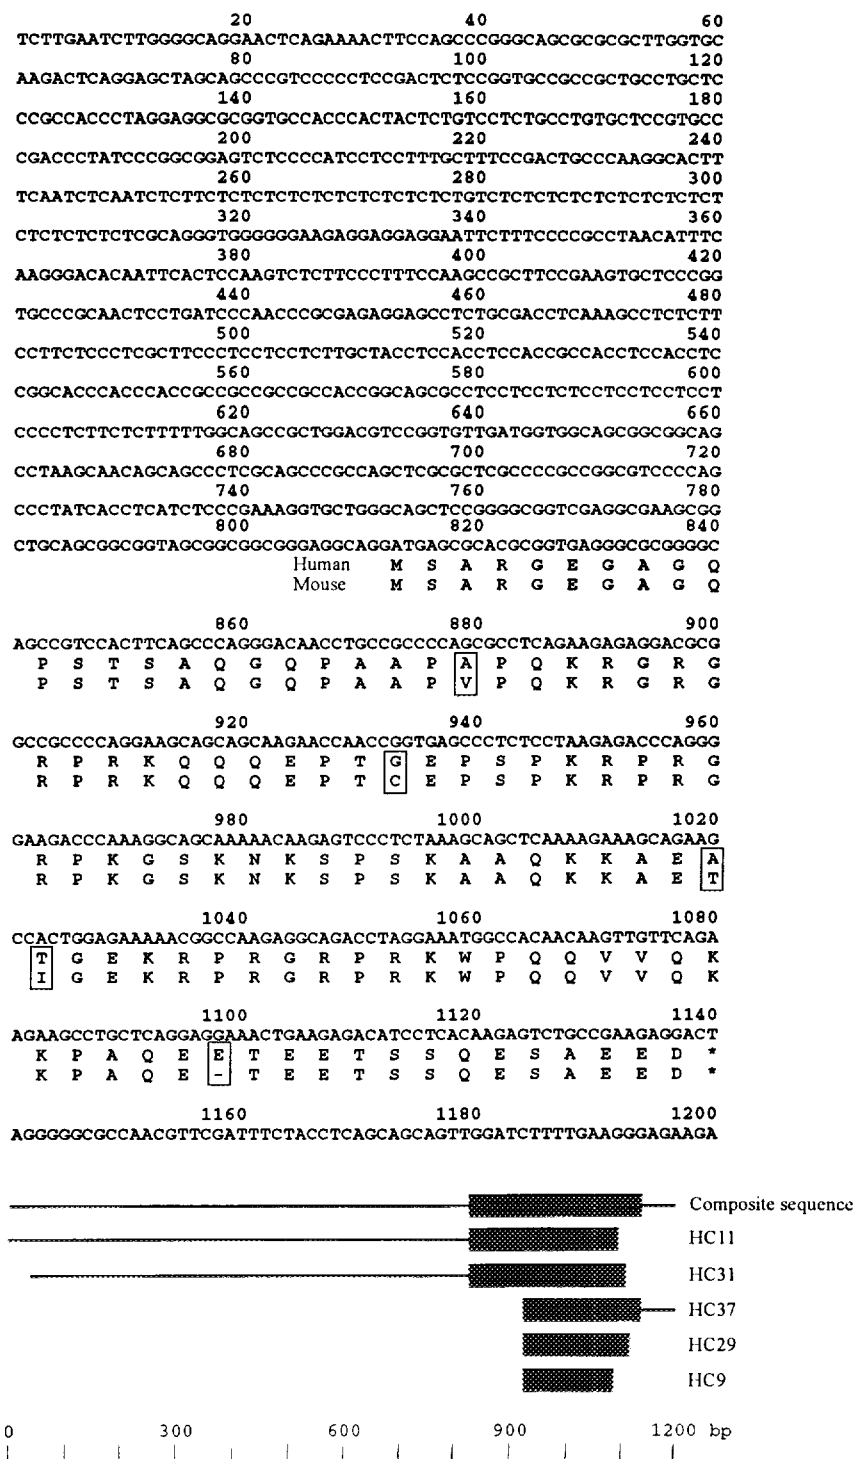 20 40 60
TCTTGAATCTTGGGGCAGGAACTCAGAAAACTTCCAGCCCGGGCAGCGCGCGCTTGGTGC
80 100 120
AAGACTCAGGAGCTAGCAGCCCGTCCCCCTCCGACTCTCCGGTGCCGCCGCTGCCTGCTC
140 160 180
CCGCCACCCTAGGAGGCGCGGTGCCACCCACTACTCTGTCCTCTGCCTGTGCTCCGTGCC
200 220 240
CGACCCTATCCCGGCGGAGTCTCCCCATCCTCCTTTGCTTTCCGACTGCCCAAGGCACTT
260 280 300
TCAATCTCAATCTCTTCTCTCTCTCTCTCTCTCTCTCTGTCTCTCTCTCTCTCTCTCTCT
320 340 360
CTCTCTCTCTCGCAGGGTGGGGGGAAGAGGAGGAGGAATTCTTTCCCCGCCTAACATTTC
380 400 420
AAGGGACACAATTCACTCCAAGTCTCTTCCCTTTCCAAGCCGCTTCCGAAGTGCTCCCGG
440 460 480
TGCCCGCAACTCCTGATCCCAACCCGCGAGAGGAGCCTCTGCGACCTCAAAGCCTCTCTT
500 520 540
CCTTCTCCCTCGCTTCCCTCCTCCTCTTGCTACCTCCACCTCCACCGCCACCTCCACCTC
560 580 600
CGGCACCCACCCACCGCCGCCGCCGCCACCGGCAGCGCCTCCTCCTCTCCTCCTCCTCCT
620 640 660
CCCCTCTTCTCTTTTTGGCAGCCGCTGGACGTCCGGTGTTGATGGTGGCAGCGGCGGCAG
680 700 720
CCTAAGCAACAGCAGCCCTCGCAGCCCGCCAGCTCGCGCTCGCCCCGCCGGCGTCCCCAG
740 760 780
CCCTATCACCTCATCTCCCGAAAGGTGCTGGGCAGCTCCGGGGCGGTCGAGGCGAAGCGG
800 820 840
CTGCAGCGGCGGTAGCGGCGGCGGGAGGCAGGATGAGCGCACGCGGTGAGGGCGCGGGGC
Human M S A R G E G A G Q
Mouse M S A R G E G A G Q
860 880 900
AGCCGTCCACTTCAGCCCAGGGACAACCTGCCGCCCCAGCGCCTCAGAAGAGAGGACGCG
P S T S A Q G Q P A A P A P Q K R G R G
P S T S A Q G Q P A A P V P Q K R G R G
920 940 960
GCCGCCCCAGGAAGCAGCAGCAAGAACCAACCGGTGAGCCCTCTCCTAAGAGACCCAGGG
R P R K Q Q Q E P T G E P S P K R P R G
R P R K Q Q Q E P T C E P S P K R P R G
980 1000 1020
GAAGACCCAAAGGCAGCAAAAACAAGAGTCCCTCTAAAGCAGCTCAAAAGAAAGCAGAAG
R P K G S K N K S P S K A A Q K K A E A
R P K G S K N K S P S K A A Q K K A E T
1040 1060 1080
CCACTGGAGAAAAACGGCCAAGAGGCAGACCTAGGAAATGGCCACAACAAGTTGTTCAGA
T G E K R P R G R P R K W P Q Q V V Q K
I G E K R P R G R P R K W P Q Q V V Q K
1100 1120 1140
AGAAGCCTGCTCAGGAGGAAACTGAAGAGACATCCTCACAAGAGTCTGCCGAAGAGGACT
K P A Q E E T E E T S S Q E S A E E D *
K P A Q E - T E E T S S Q E S A E E D *
1160 1180 1200
AGGGGGCGCCAACGTTCGATTTCTACCTCAGCAGCAGTTGGATCTTTTGAAGGGAGAAGA
Composite sequence
HC11
HC31
HC37
HC29
HC9
0 300 600 900 1200 bp